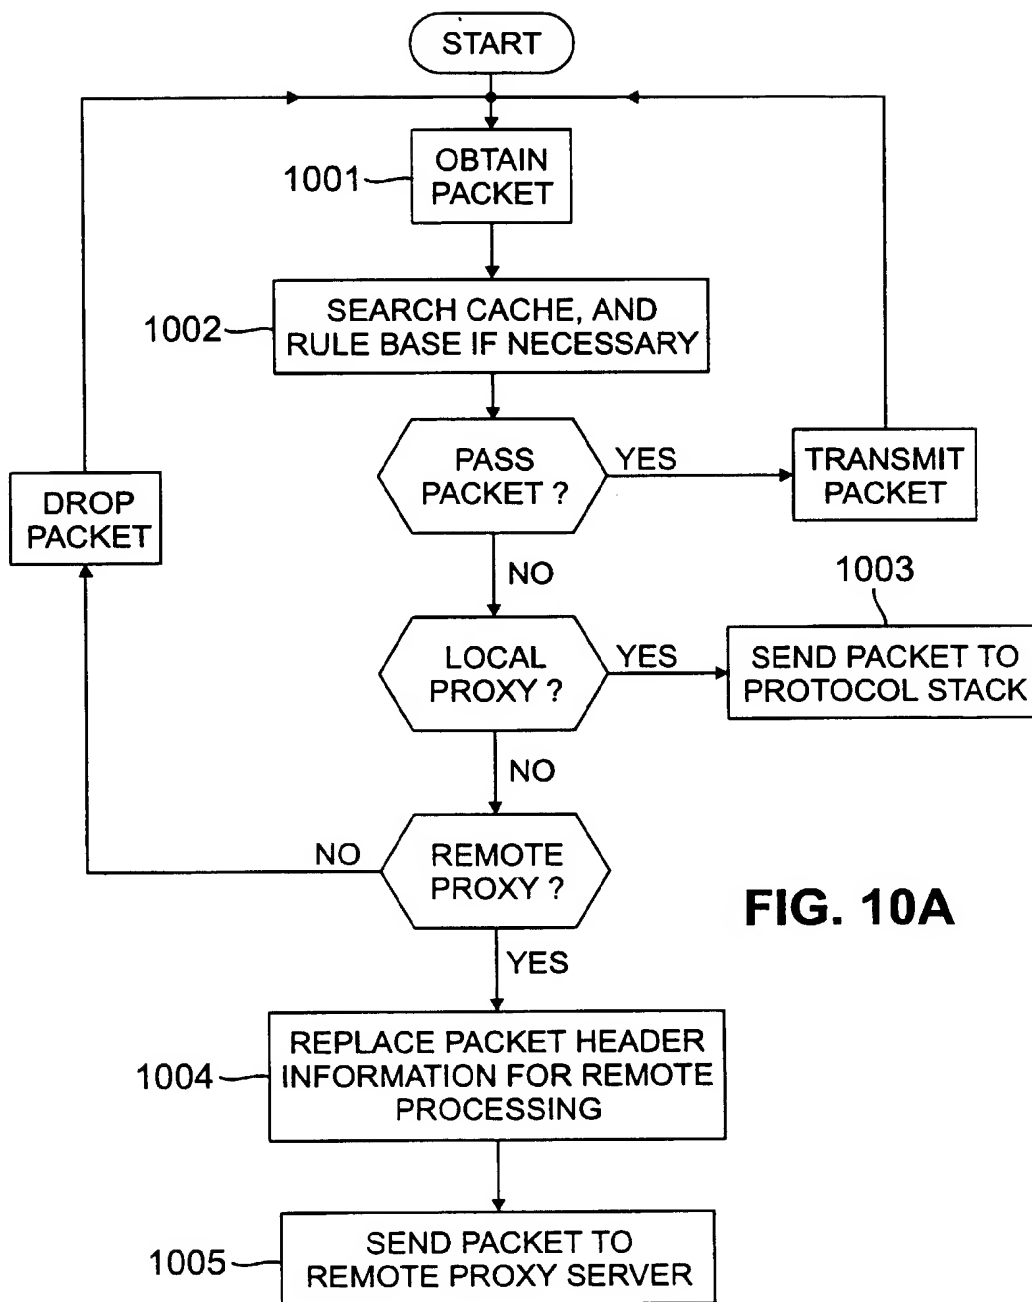 START
1001
OBTAIN
PACKET
1002
SEARCH CACHE, AND
RULE BASE IF NECESSARY
PASS
PACKET ?
YES
TRANSMIT
PACKET
DROP
PACKET
NO
1003
LOCAL
PROXY ?
YES
SEND PACKET TO
PROTOCOL STACK
NO
NO
REMOTE
PROXY ?
FIG. 10A
YES
1004
REPLACE PACKET HEADER
INFORMATION FOR REMOTE
PROCESSING
1005
SEND PACKET TO
REMOTE PROXY SERVER